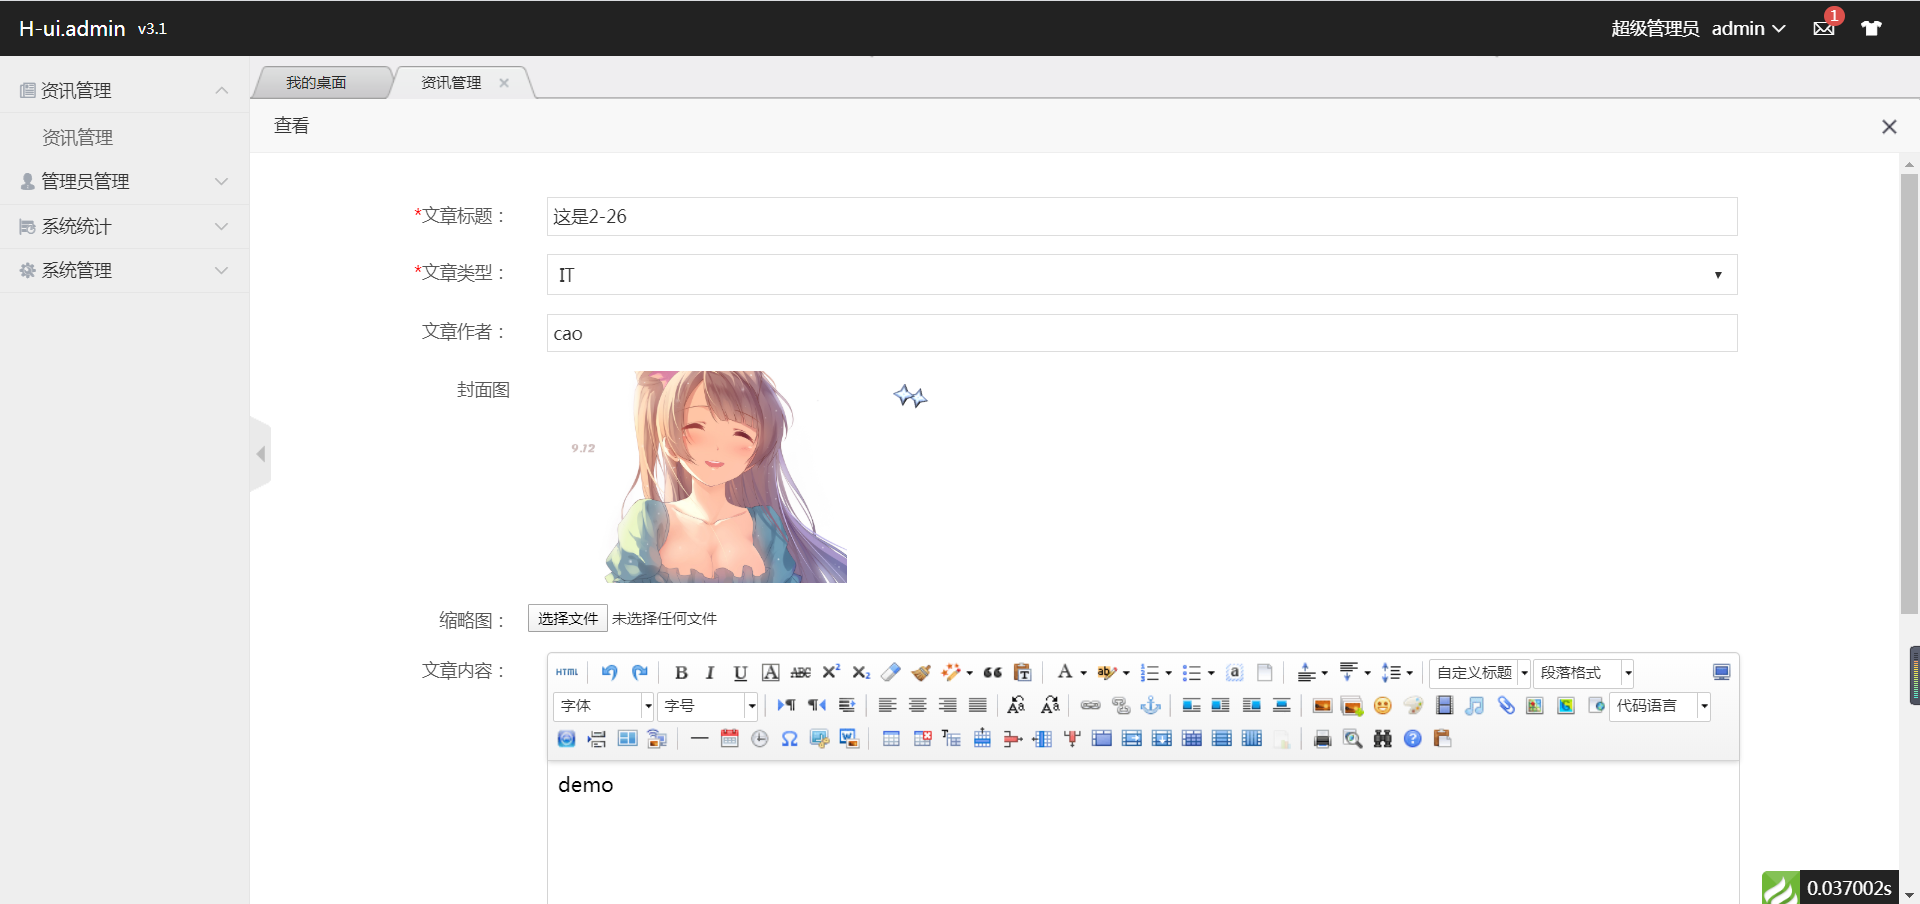 H-ui.admin v3.1
超级管理员 admin
1
资讯管理
资讯管理
管理员管理
系统统计
系统管理
我的桌面
资讯管理
查看
*文章标题：
这是2-26
*文章类型：
IT
文章作者：
cao
封面图
9.12
缩略图：
选择文件 未选择任何文件
文章内容：
HTML
B I U A ABC X² X₂
自定义标题 段落格式
字体 字号
代码语言
demo
0.037002s